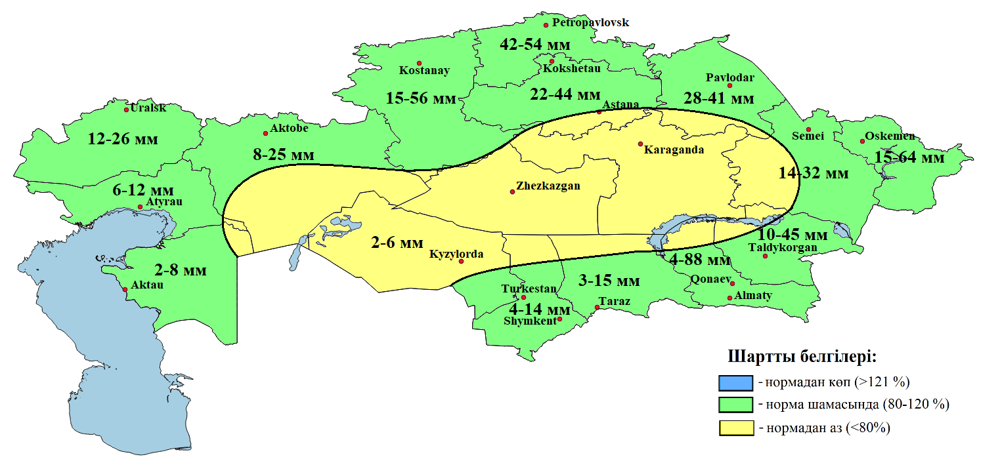 Petropavlovsk
42-54 мм
Kostanay
Kokshetau
Pavlodar
15-56 мм
22-44 мм
28-41 мм
Astana
Uralsk
Aktobe
Semei
Oskemen
12-26 мм
8-25 мм
Karaganda
15-64 мм
14-32 мм
6-12 мм
Zhezkazgan
Atyrau
10-45 мм
2-6 мм
Taldykorgan
Kyzylorda
4-88 мм
2-8 мм
3-15 мм
Qonaev
Aktau
Turkestan
Almaty
Taraz
4-14 мм
Shymkent
Шартты белгілері:
- нормадан көп (>121 %)
- норма шамасында (80-120 %)
- нормадан аз (<80%)